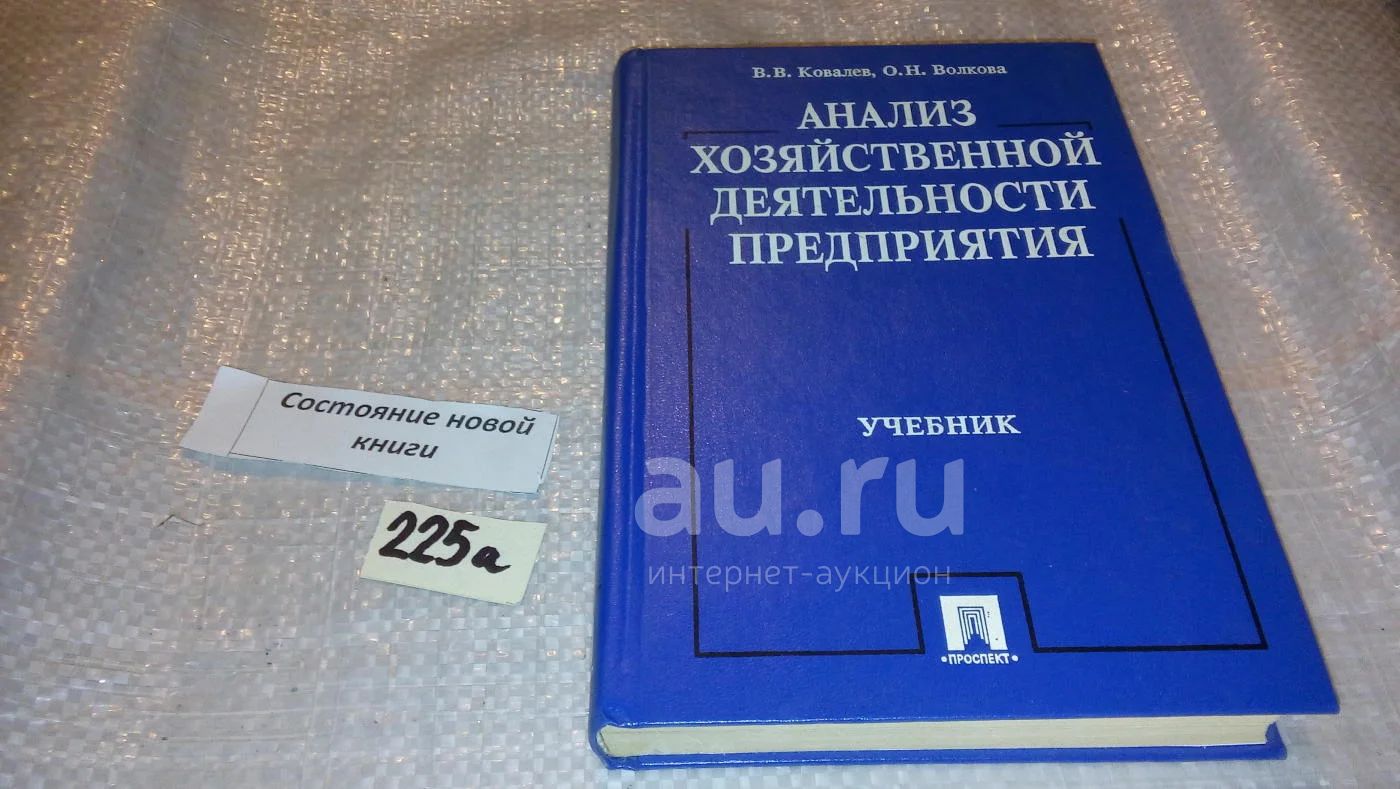 В.В. Ковалев, О.Н. Волкова
АНАЛИЗ
ХОЗЯЙСТВЕННОЙ
ДЕЯТЕЛЬНОСТИ
ПРЕДПРИЯТИЯ
УЧЕБНИК
ПРОСПЕКТ
Состояние новой
книги
225а
au.ru
интернет-аукцион